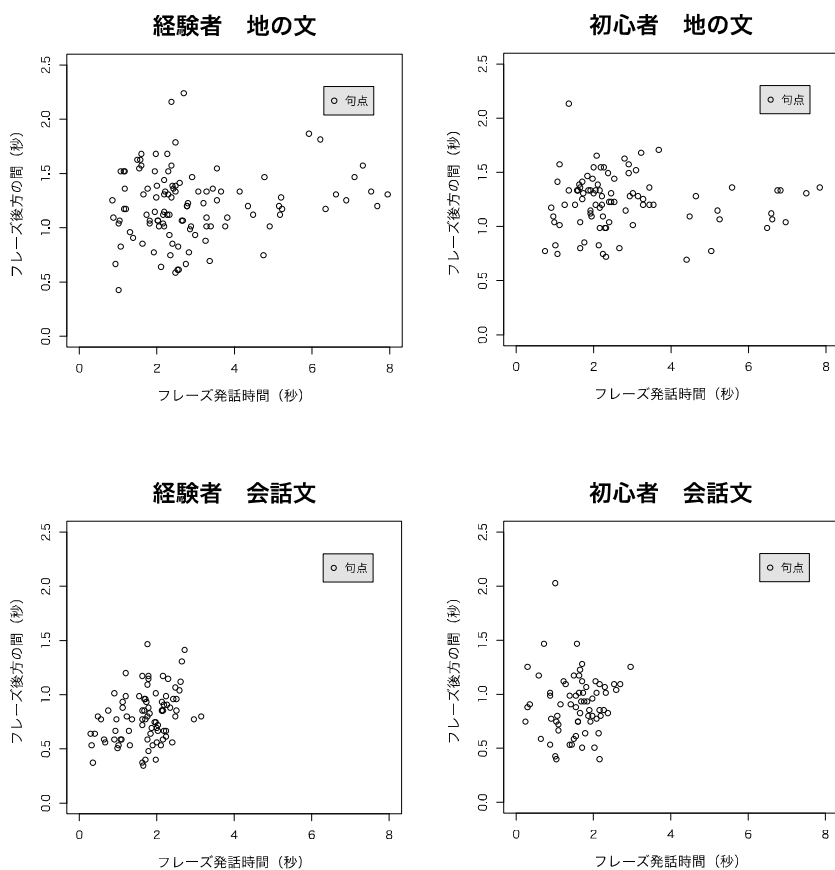 経験者　地の文
2.5
2.0
1.5
1.0
0.5
0.0
フレーズ後方の間（秒）
句点
0 2 4 6 8
フレーズ発話時間（秒）
初心者　地の文
2.5
2.0
1.5
1.0
0.5
0.0
フレーズ後方の間（秒）
句点
0 2 4 6 8
フレーズ発話時間（秒）
経験者　会話文
2.5
2.0
1.5
1.0
0.5
0.0
フレーズ後方の間（秒）
句点
0 2 4 6 8
フレーズ発話時間（秒）
初心者　会話文
2.5
2.0
1.5
1.0
0.5
0.0
フレーズ後方の間（秒）
句点
0 2 4 6 8
フレーズ発話時間（秒）